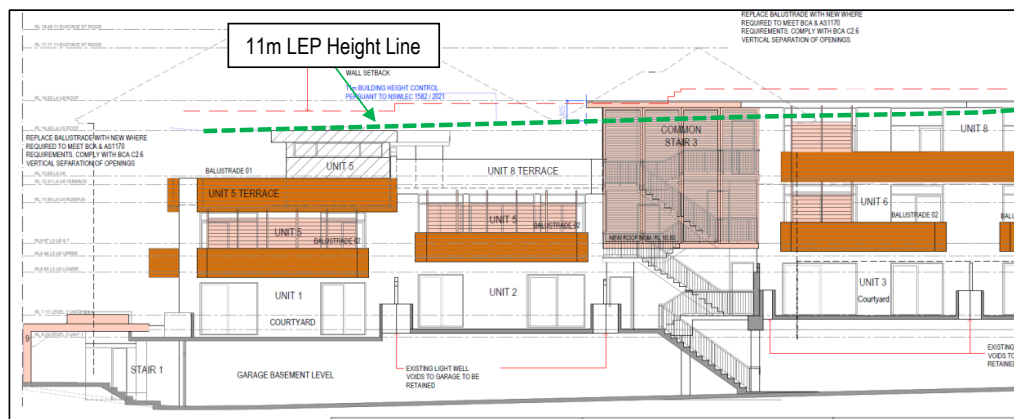 REPLACE BALUSTRADE WITH NEW WHERE
REQUIRED TO MEET BCA & AS1170
REQUIREMENTS. COMPLY WITH BCA C2.6
VERTICAL SEPARATION OF OPENINGS
11m LEP Height Line
WALL SETBACK
11m BUILDING HEIGHT CONTROL
PURSUANT TO NSWLEC 1582 / 2021
REPLACE BALUSTRADE WITH NEW WHERE
REQUIRED TO MEET BCA & AS1170
REQUIREMENTS. COMPLY WITH BCA C2.6
VERTICAL SEPARATION OF OPENINGS
COMMON
STAIR 3
UNIT 8
BALUSTRADE 01
UNIT 5
UNIT 8 TERRACE
UNIT 5 TERRACE
UNIT 5
BALUSTRADE 02
UNIT 5
BALUSTRADE 02
UNIT 6
BALUSTRADE 02
BALU
NEW ROOF
RL 10.50
UNIT 1
COURTYARD
UNIT 2
UNIT 3
Courtyard
STAIR 1
GARAGE BASEMENT LEVEL
EXISTING LIGHT WELL
VOIDS TO GARAGE TO BE
RETAINED
EXISTING
VOIDS TO
RETAINED